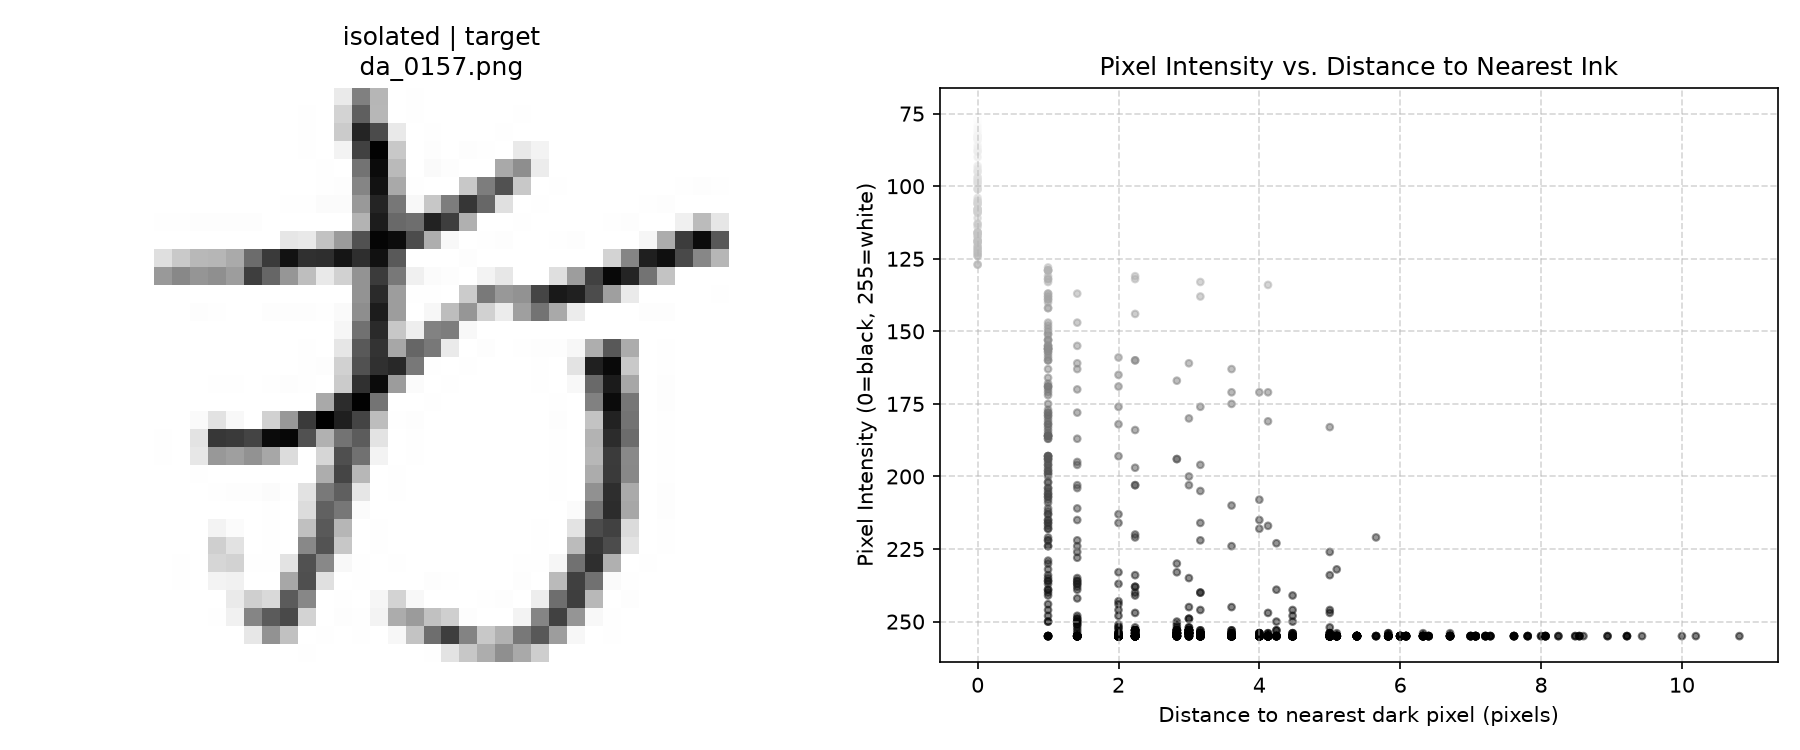 isolated | target
da_0157.png
打
Pixel Intensity vs. Distance to Nearest Ink
Pixel Intensity (0=black, 255=white)
75
100
125
150
175
200
225
250
0 2 4 6 8 10
Distance to nearest dark pixel (pixels)